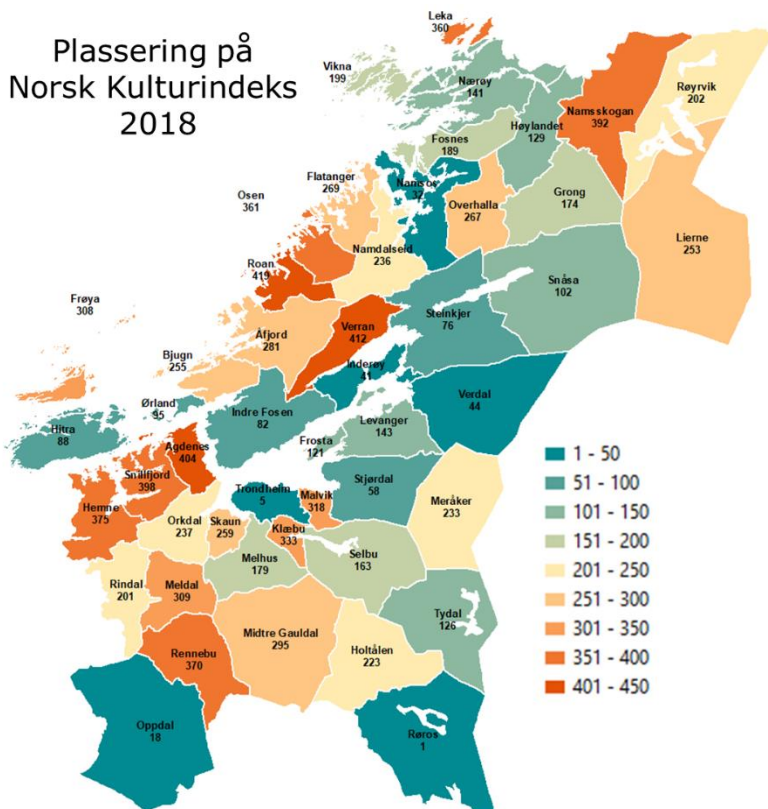 Plassering på
Norsk Kulturindeks
2018
Leka
360
Vikna
199
Nærøy
141
Røyrvik
202
Namsskogan
392
Høylandet
129
Fosnes
189
Flatanger
269
Namsos
32
Grong
174
Osen
361
Overhalla
267
Lierne
253
Namdalseid
236
Roan
419
Snåsa
102
Frøya
308
Steinkjer
76
Verran
412
Åfjord
281
Bjugn
255
Inderøy
41
Verdal
44
Ørland
95
Indre Fosen
82
Levanger
143
Hitra
88
Frosta
121
Agdenes
404
Snillfjord
398
Trondheim
5
Malvik
318
Stjørdal
58
Meråker
233
Hemne
375
Orkdal
237
Skaun
259
Klæbu
333
Melhus
179
Selbu
163
Rindal
201
Meldal
309
Tydal
126
Midtre Gauldal
295
Holtålen
223
Rennebu
370
Oppdal
18
Røros
1
1 - 50
51 - 100
101 - 150
151 - 200
201 - 250
251 - 300
301 - 350
351 - 400
401 - 450